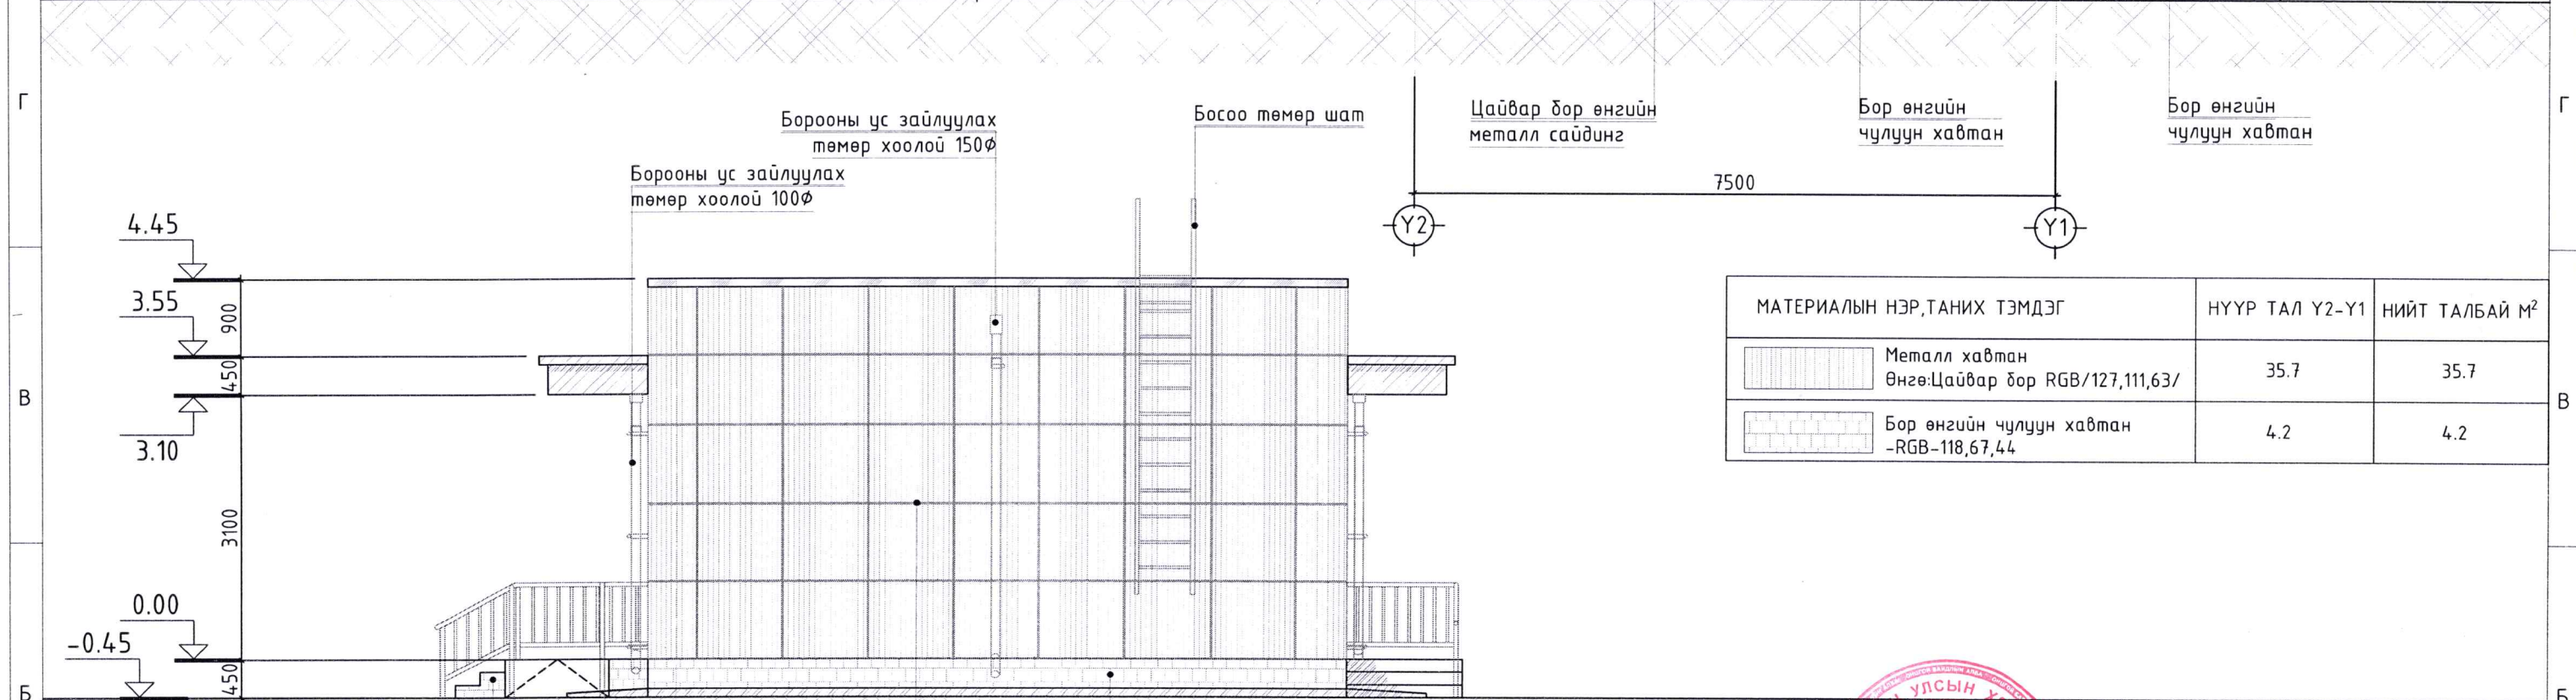 Г
Г
Борооны ус зайлуулах
төмөр хоолой 150Ф
Босоо төмөр шат
Цайвар бор өнгийн
металл сайдинг
Бор өнгийн
чулуун хавтан
Бор өнгийн
чулуун хавтан
Борооны ус зайлуулах
төмөр хоолой 100Ф
7500
Y2
Y1
4.45
900
3.55
450
3.10
3100
0.00
-0.45
450
МАТЕРИАЛЫН НЭР,ТАНИХ ТЭМДЭГ
НҮҮР ТАЛ Y2-Y1
НИЙТ ТАЛБАЙ М²
Металл хавтан
Өнгө:Цайвар бор RGB/127,111,63/
35.7
35.7
Бор өнгийн чулуун хавтан
-RGB-118,67,44
4.2
4.2
В
В
Б
Б
УЛСЫН